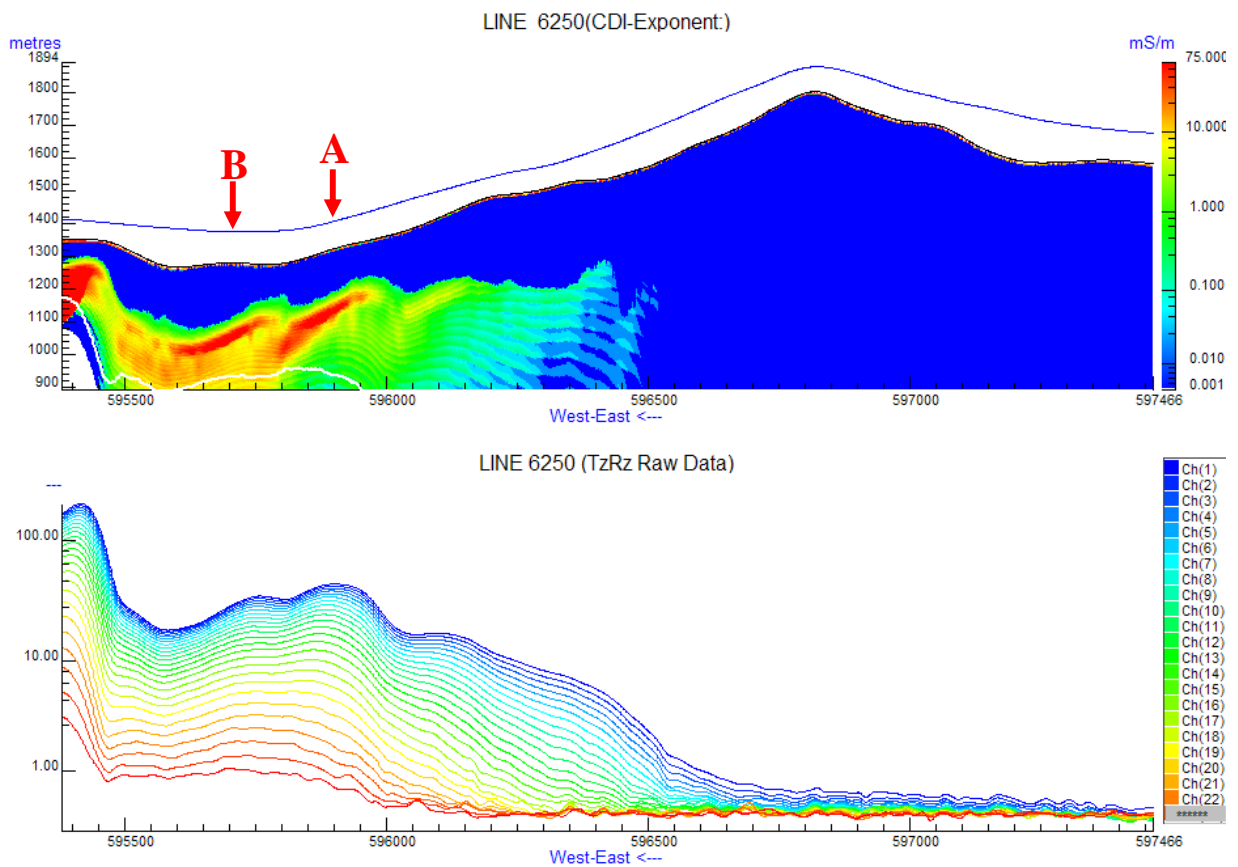 LINE 6250(CDI-Exponent:)
metres
mS/m
1894
1800
1700
1600
1500
1400
1300
1200
1100
1000
900
B
A
75.000
10.000
1.000
0.100
0.010
0.001
595500
596000
596500
597000
597466
West-East <---
LINE 6250 (TzRz Raw Data)
---
100.00
10.00
1.00
Ch(1)
Ch(2)
Ch(3)
Ch(4)
Ch(5)
Ch(6)
Ch(7)
Ch(8)
Ch(9)
Ch(10)
Ch(11)
Ch(12)
Ch(13)
Ch(14)
Ch(15)
Ch(16)
Ch(17)
Ch(18)
Ch(19)
Ch(20)
Ch(21)
Ch(22)
******
595500
596000
596500
597000
597466
West-East <---